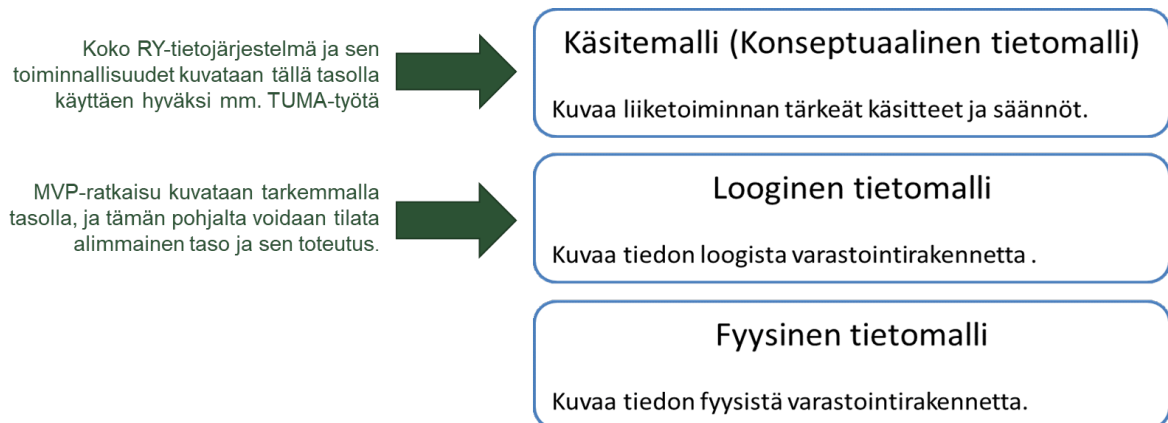 Koko RY-tietojärjestelmä ja sen
toiminnallisuudet kuvataan tällä tasolla
käyttäen hyväksi mm. TUMA-työtä
Käsitemalli (Konseptuaalinen tietomalli)
Kuvaa liiketoiminnan tärkeät käsitteet ja säännöt.
MVP-ratkaisu kuvataan tarkemmalla
tasolla, ja tämän pohjalta voidaan tilata
alimmainen taso ja sen toteutus.
Looginen tietomalli
Kuvaa tiedon loogista varastointirakennetta .
Fyysinen tietomalli
Kuvaa tiedon fyysistä varastointirakennetta.